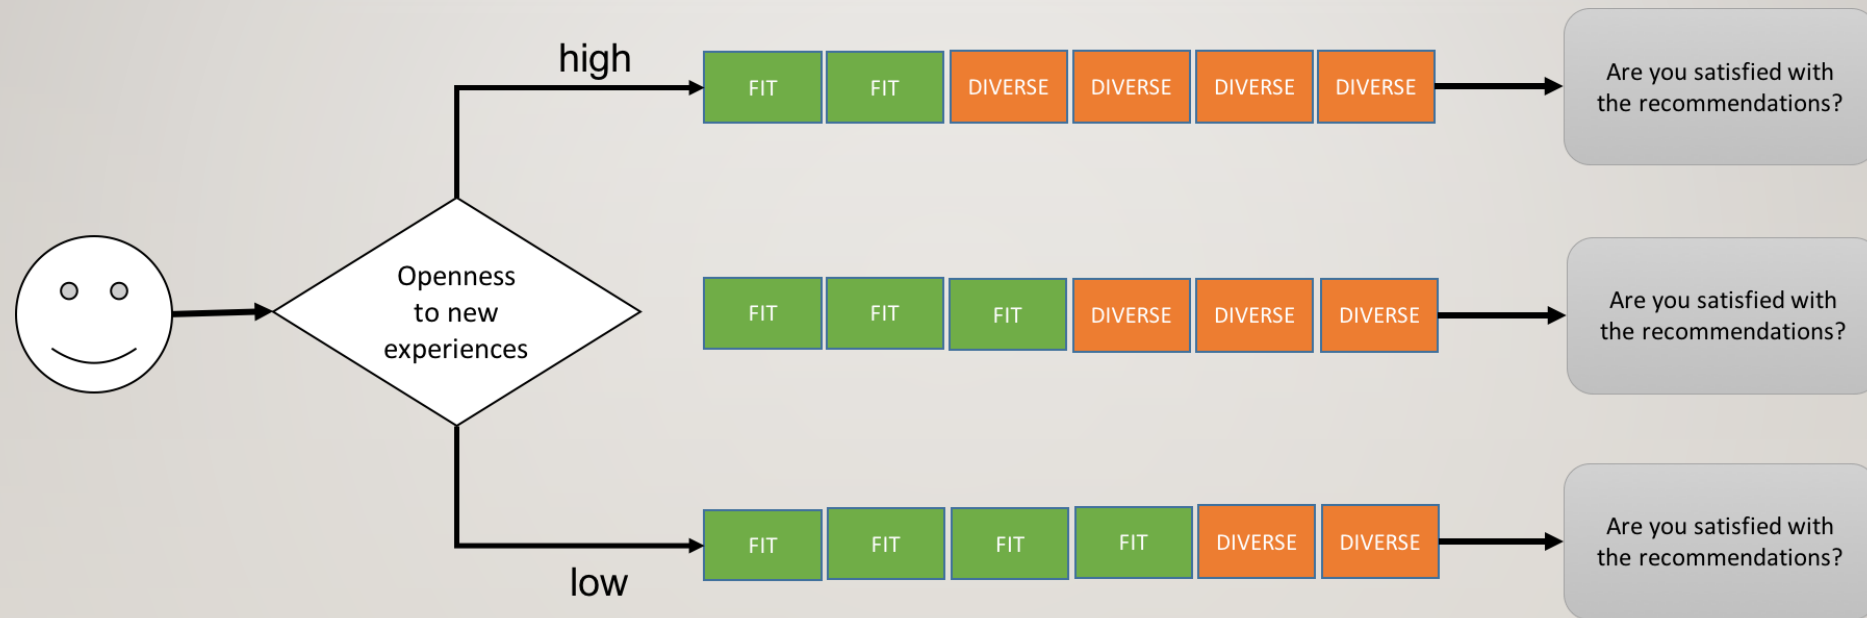 high
FIT FIT DIVERSE DIVERSE DIVERSE DIVERSE
Are you satisfied with
the recommendations?
Openness
to new
experiences
FIT FIT FIT DIVERSE DIVERSE DIVERSE
Are you satisfied with
the recommendations?
FIT FIT FIT FIT DIVERSE DIVERSE
Are you satisfied with
the recommendations?
low